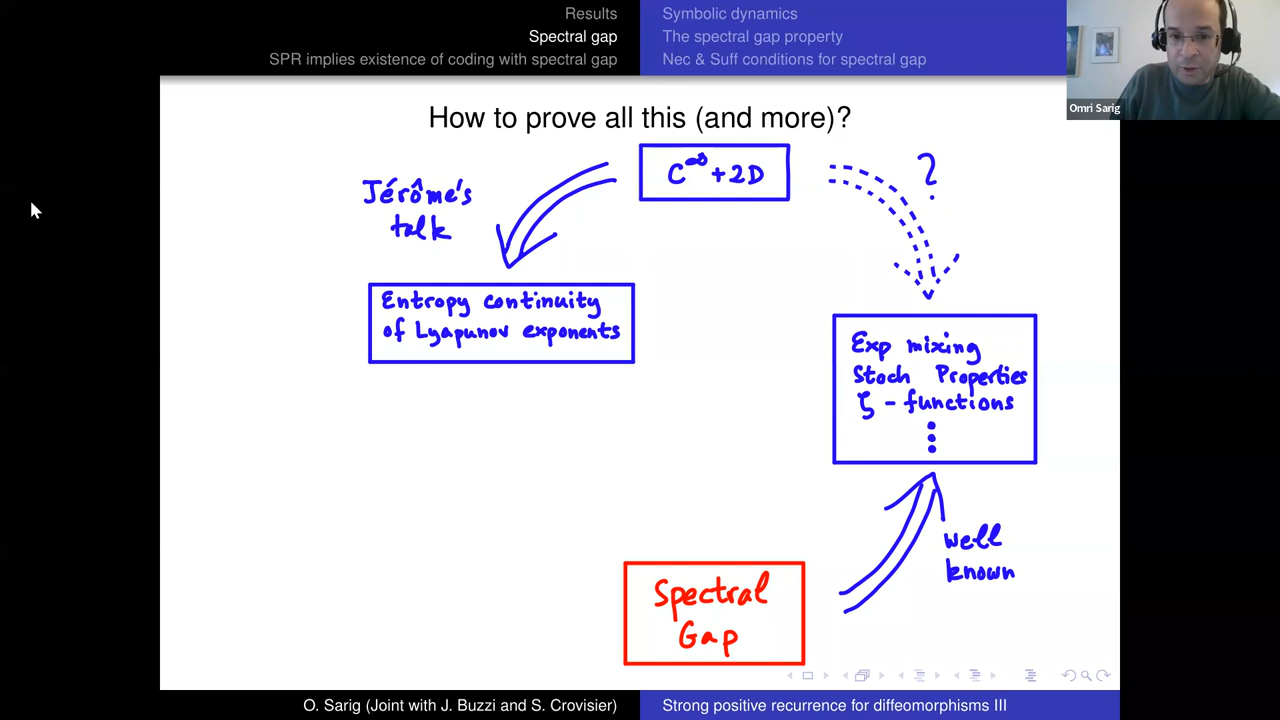 Results
Spectral gap
SPR implies existence of coding with spectral gap
Symbolic dynamics
The spectral gap property
Nec & Suff conditions for spectral gap
Omri Sarig
How to prove all this (and more)?
C∞ + 2D
?
Jérôme's
talk
Entropy continuity
of Lyapunov exponents
Exp mixing
Stoch Properties
ζ - functions
Well
known
Spectral
Gap
O. Sarig (Joint with J. Buzzi and S. Crovisier)
Strong positive recurrence for diffeomorphisms III